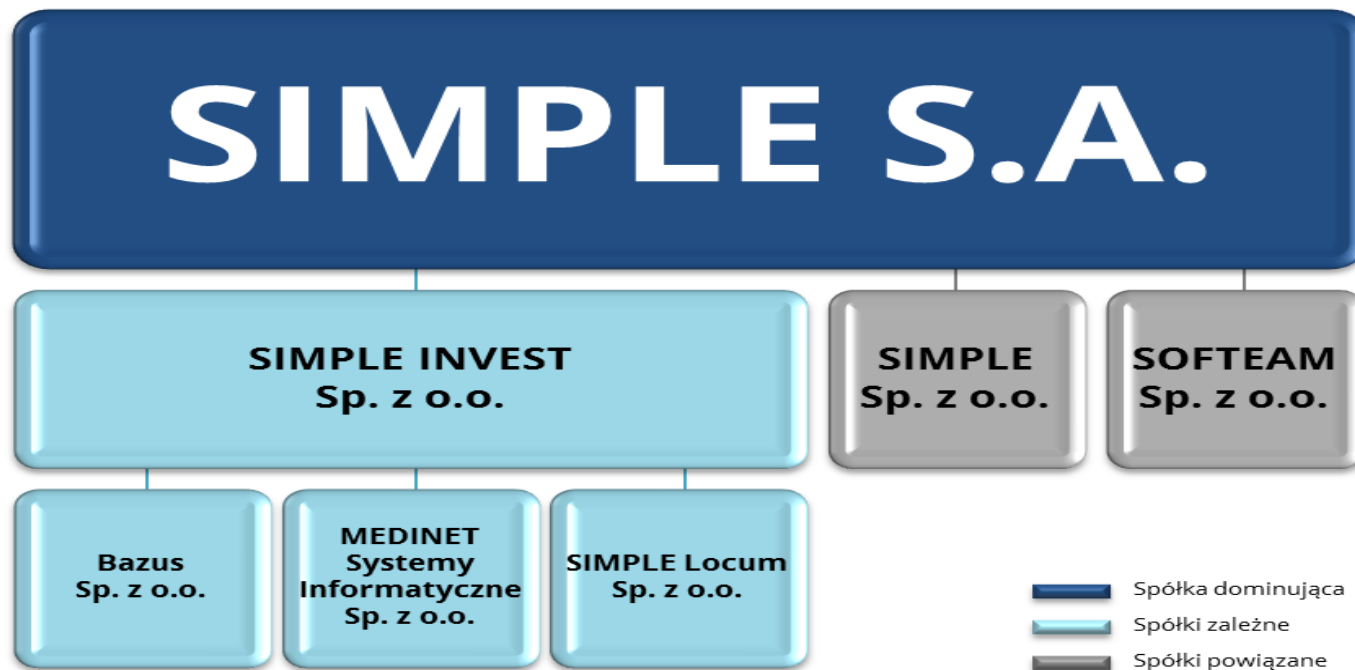 SIMPLE S.A.
SIMPLE INVEST
Sp. z o.o.
SIMPLE
Sp. z o.o.
SOFTEAM
Sp. z o.o.
Bazus
Sp. z o.o.
MEDINET
Systemy
Informatyczne
Sp. z o.o.
SIMPLE Locum
Sp. z o.o.
Spółka dominująca
Spółki zależne
Spółki powiązane